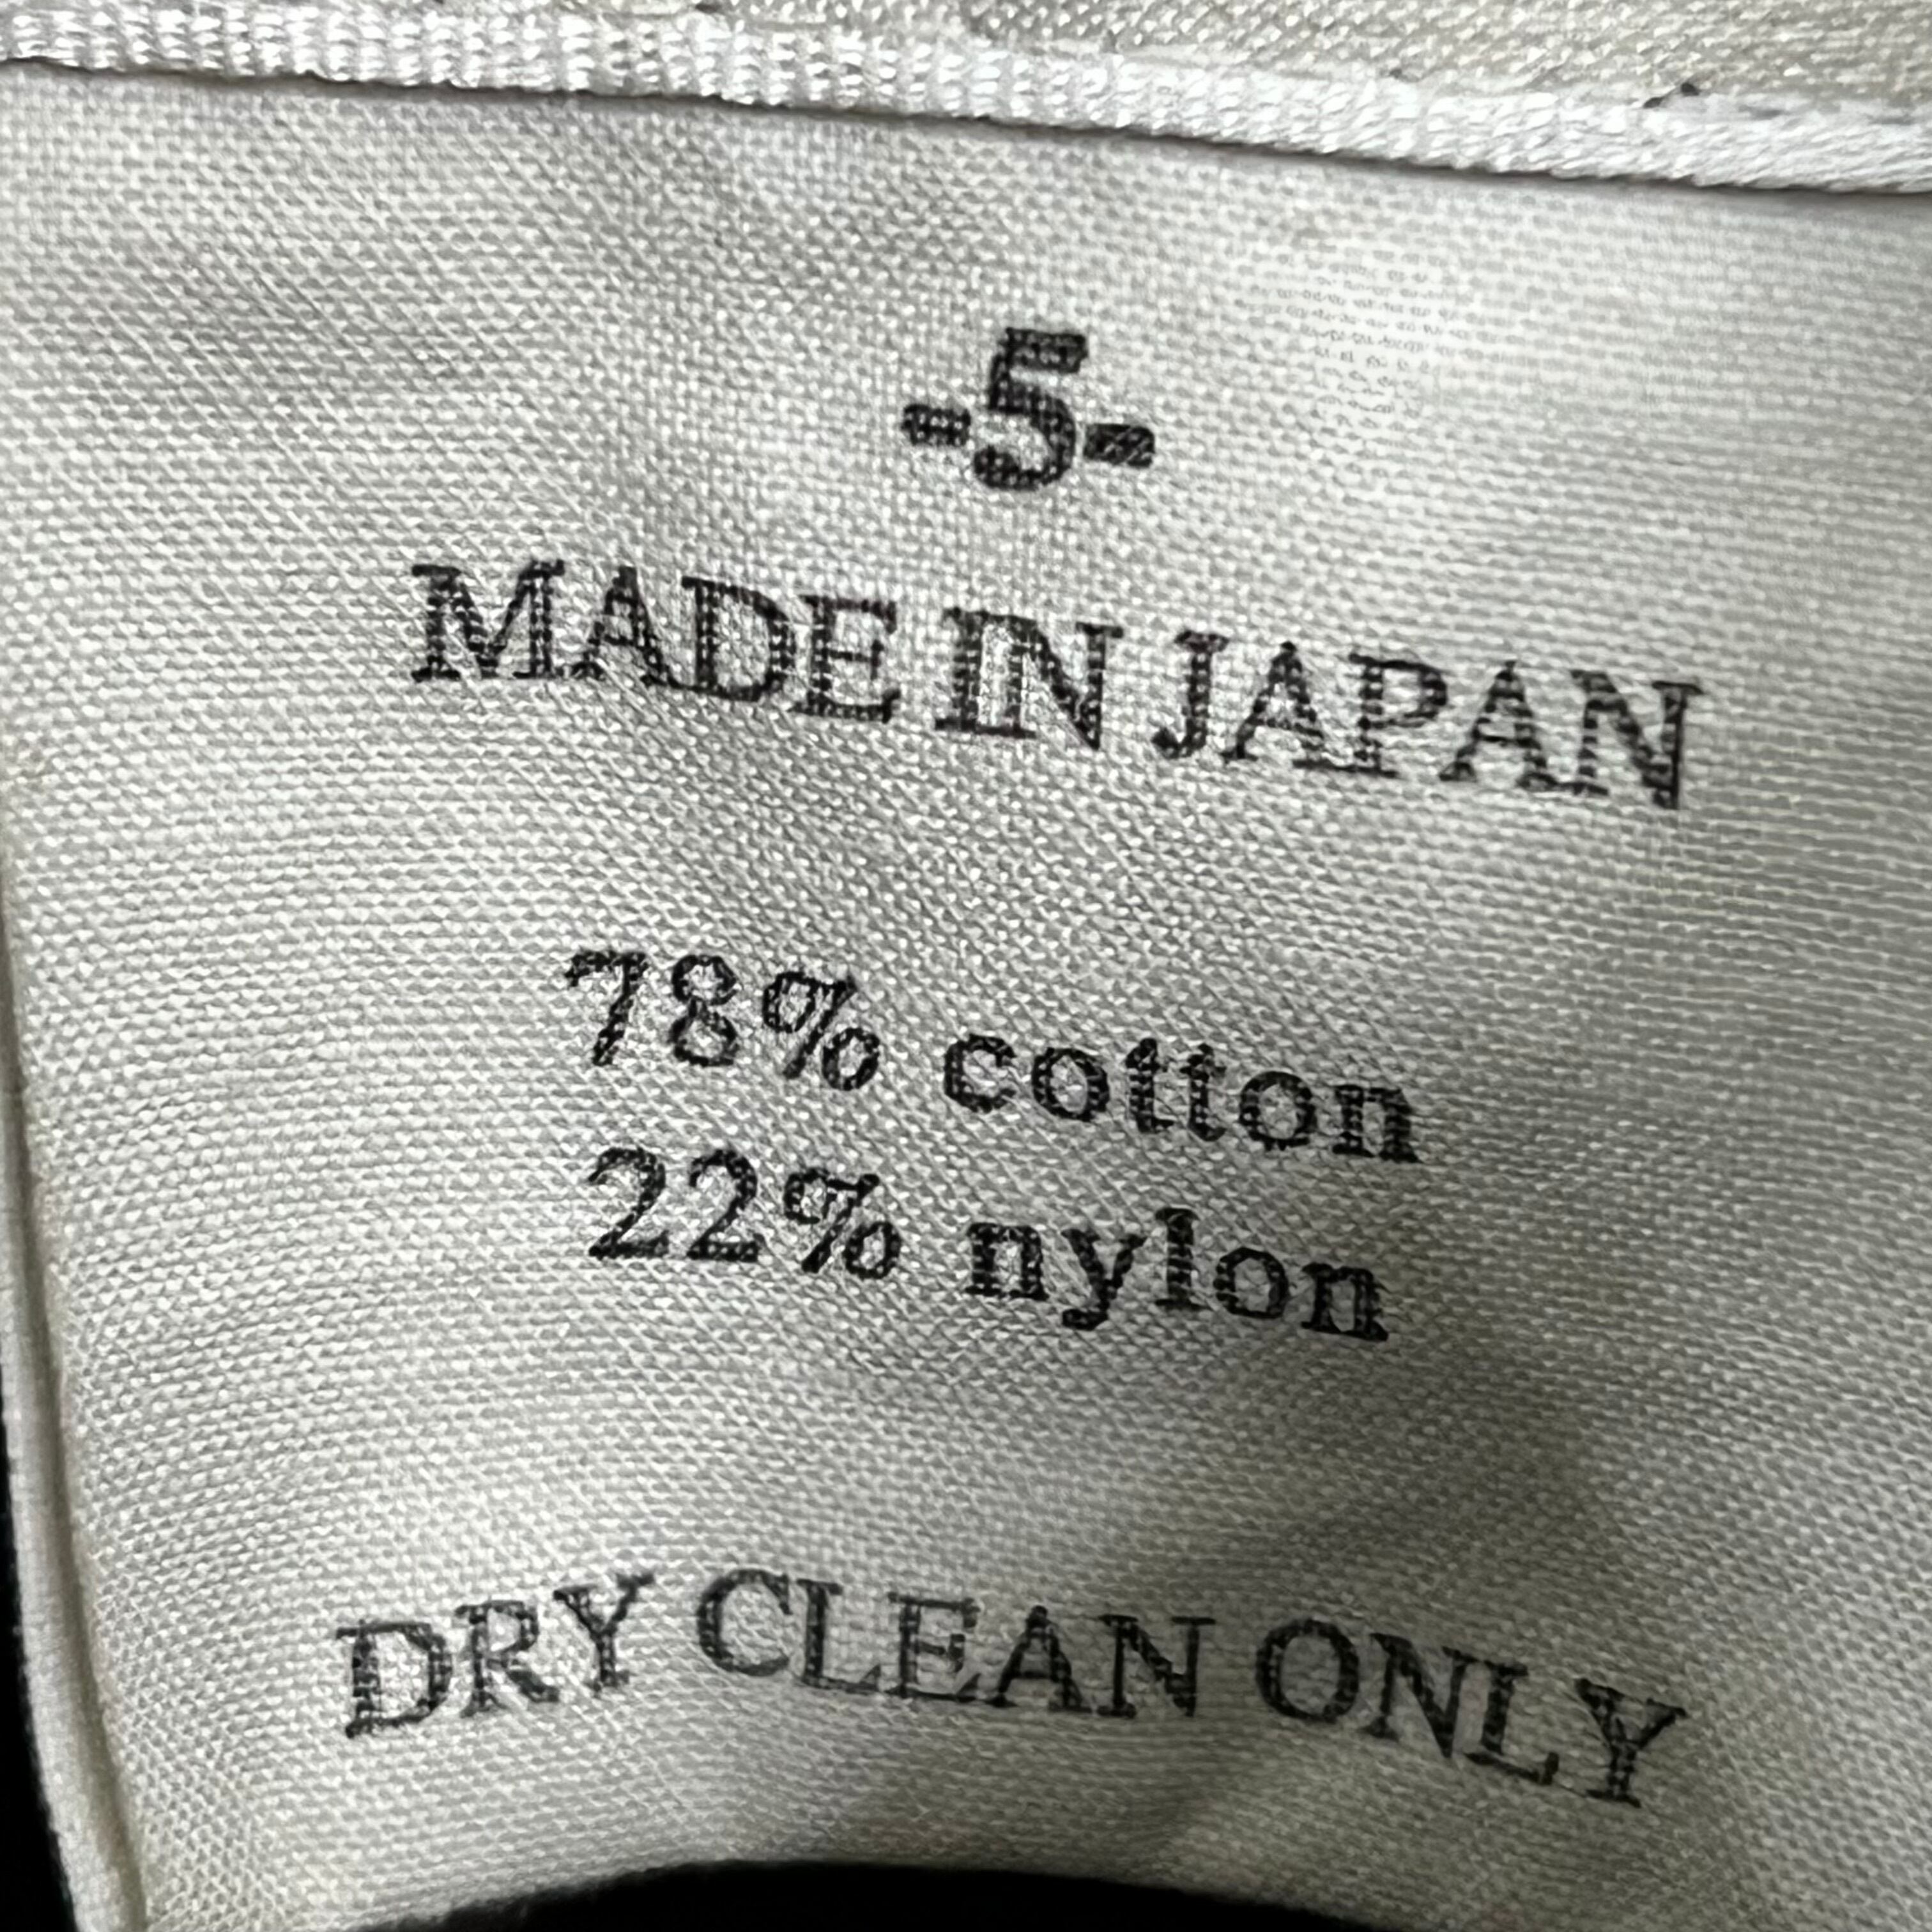 -5-
MADE IN JAPAN
78% cotton
22% nylon
DRY CLEAN ONLY